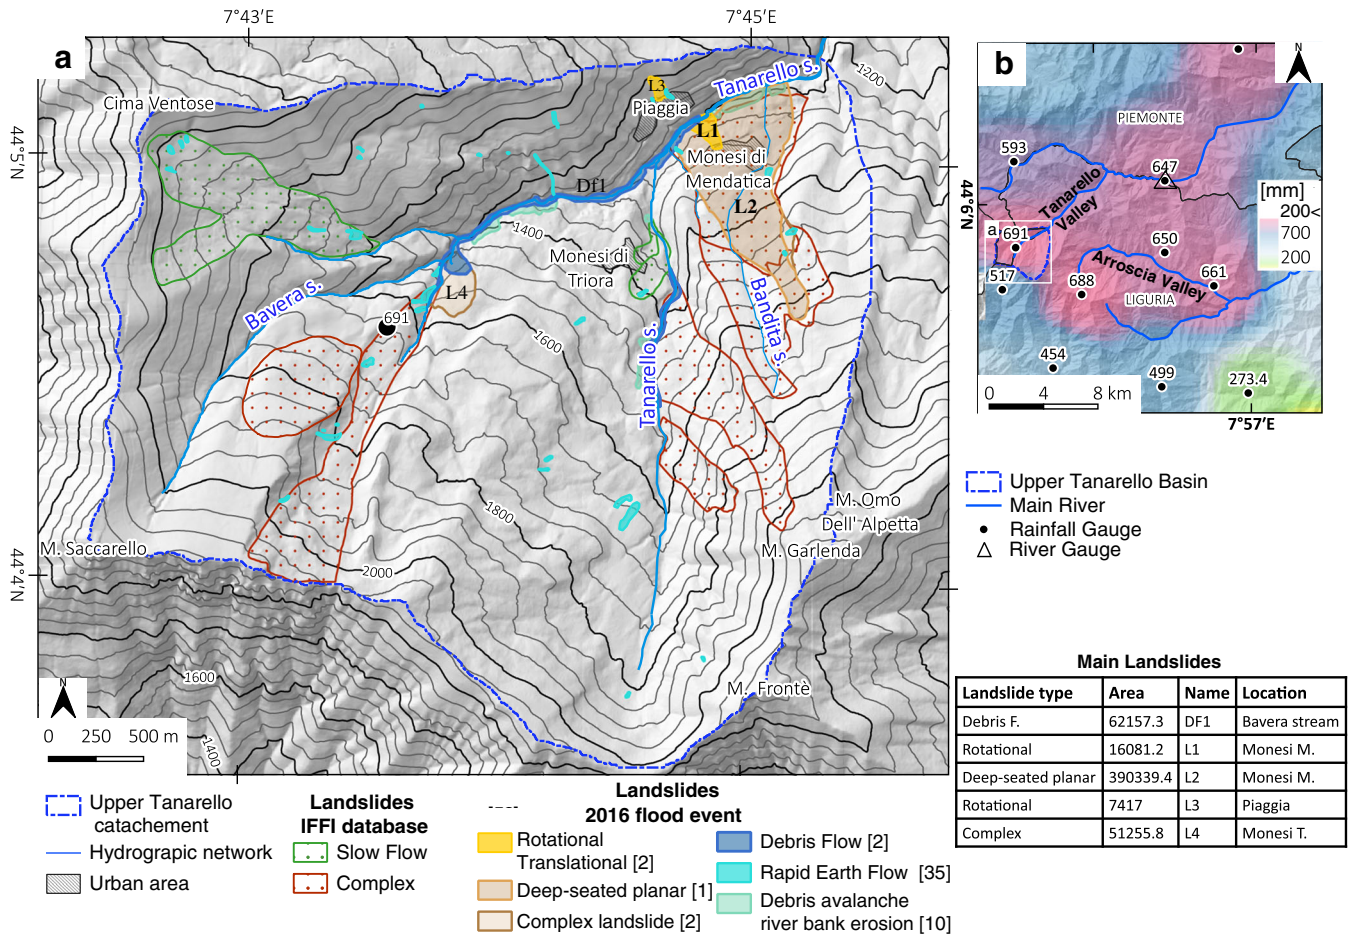 7°43′E
7°45′E
a
1200
Tanarello s.
L3
Piaggia
Cima Ventose
44°5′N
L1
Monesi di
Mendatica
Df1
L2
1400
Monesi di
Triora
L4
Bavera s.
691
1600
Bandita s.
Tanarello s.
1800
M. Omo
Dell' Alpetta
M. Saccarello
M. Garlenda
2000
44°4′N
M. Frontè
1600
1400
N
0 250 500 m
b
N
PIEMONTE
593
647
44°6′N
Tanarello
Valley
[mm]
200<
700
200
a
691
650
517
688
Arroscia Valley
661
LIGURIA
454
499
273.4
0 4 8 km
7°57′E
Upper Tanarello Basin
Main River
Rainfall Gauge
River Gauge
Main Landslides
Landslide type Area Name Location
Debris F. 62157.3 DF1 Bavera stream
Rotational 16081.2 L1 Monesi M.
Deep-seated planar 390339.4 L2 Monesi M.
Rotational 7417 L3 Piaggia
Complex 51255.8 L4 Monesi T.
Upper Tanarello
catachement
Hydrograpic network
Urban area
Landslides
IFFI database
Slow Flow
Complex
Landslides
2016 flood event
Rotational
Translational [2]
Deep-seated planar [1]
Complex landslide [2]
Debris Flow [2]
Rapid Earth Flow [35]
Debris avalanche
river bank erosion [10]